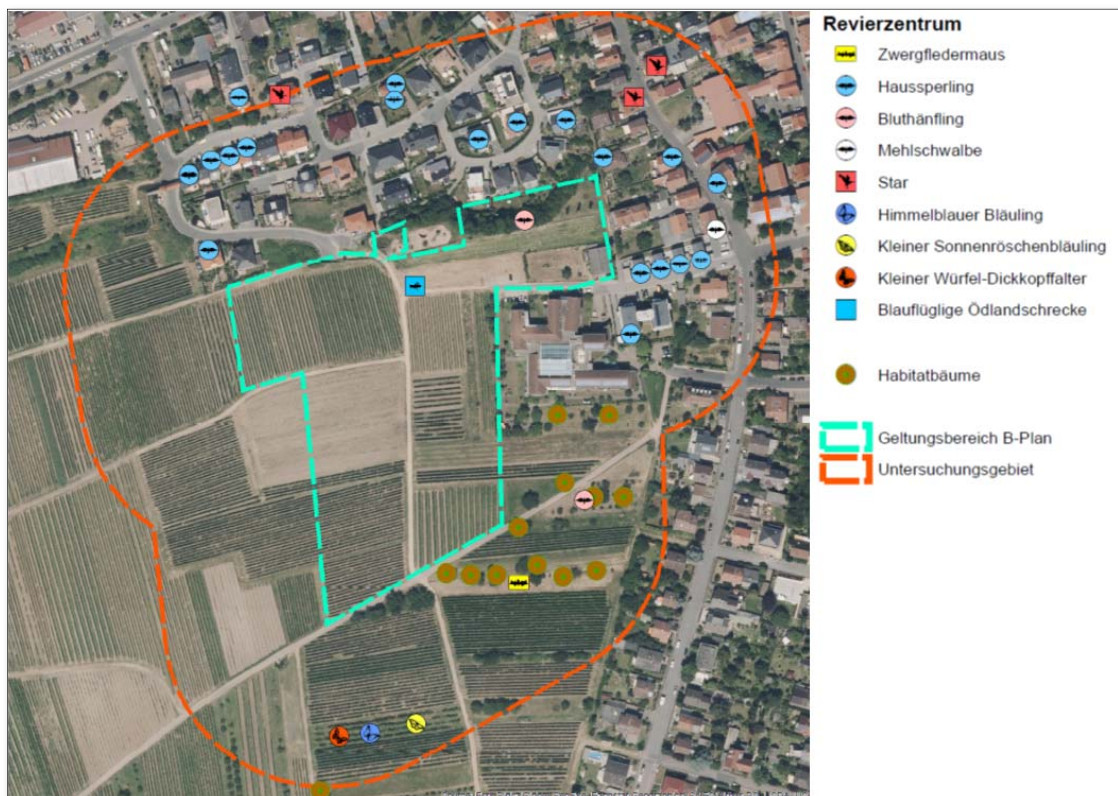 Revierzentrum
Zwergfledermaus
Haussperling
Bluthänfling
Mehlschwalbe
Star
Himmelblauer Bläuling
Kleiner Sonnenröschenbläuling
Kleiner Würfel-Dickkopffalter
Blauflüglige Ödlandschrecke
Habitatbäume
Geltungsbereich B-Plan
Untersuchungsgebiet